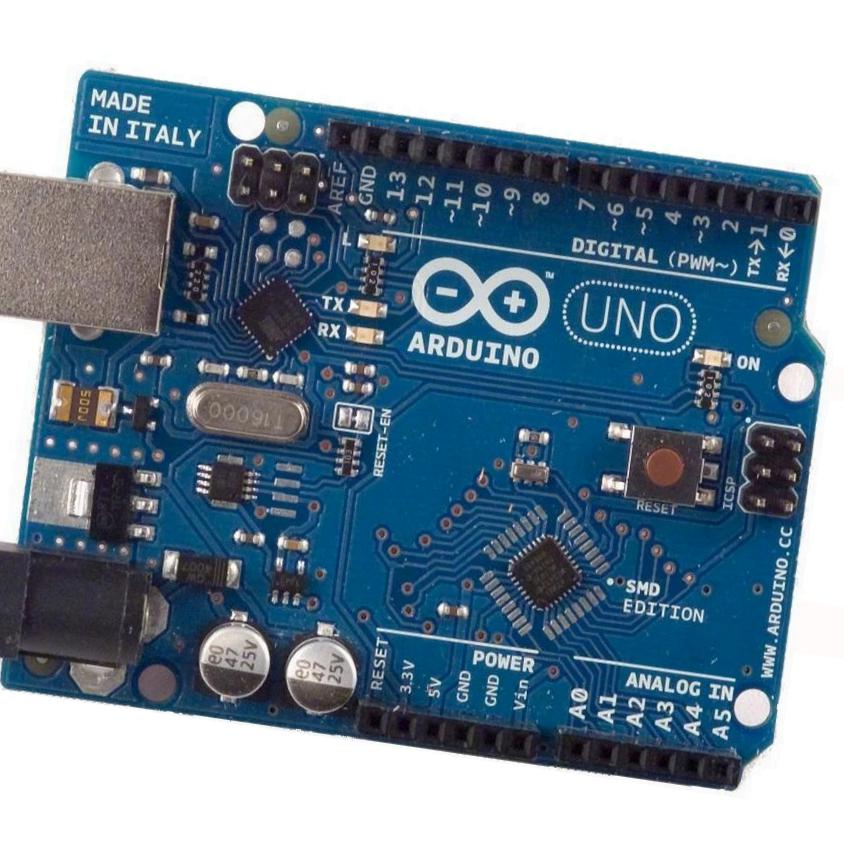 MADE
IN ITALY
AREF
GND
13
12
~11
~10
~9
8
7
~6
~5
4
~3
2
TX→1
RX←0
DIGITAL (PWM~)
L
TX
RX
™
ARDUINO
UNO
ON
T16000
RESET-EN
RESET
ICSP
SMD
EDITION
WWW.ARDUINO.CC
47
25V
47
25V
POWER
RESET
3.3V
5V
GND
GND
Vin
ANALOG IN
A0
A1
A2
A3
A4
A5